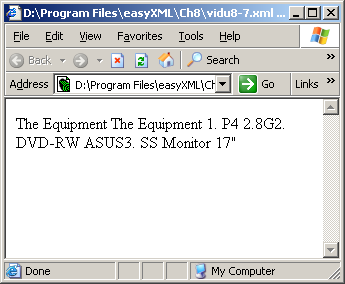 D:\Program Files\easyXML\Ch8\vidu8-7.xml ...
File Edit View Favorites Tools Help
Back Search
Address D:\Program Files\easyXML\Ch Go Links »
The Equipment The Equipment 1. P4 2.8G2.
DVD-RW ASUS3. SS Monitor 17"
Done My Computer